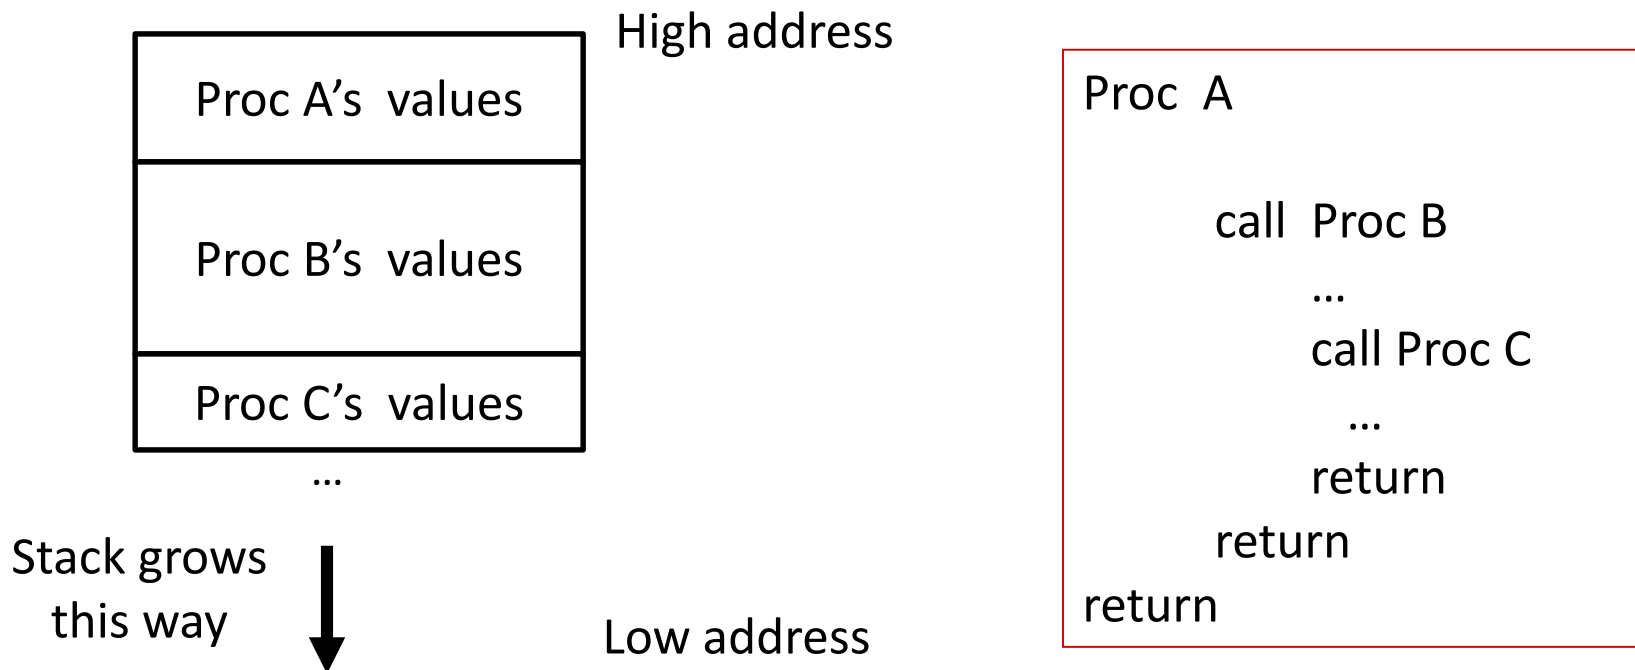 High address
Proc A’s values
Proc B’s values
Proc C’s values
...
Stack grows
this way
Low address
Proc A
call Proc B
...
call Proc C
...
return
return
return